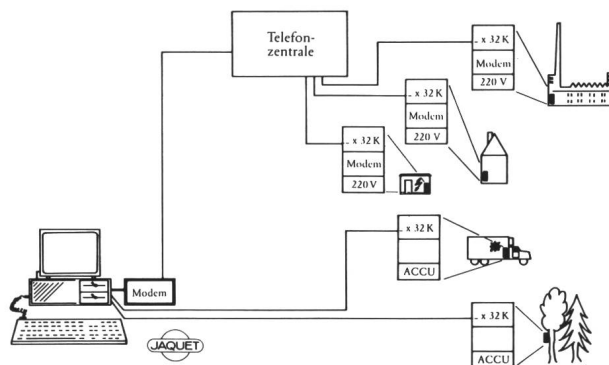 Telefon-
zentrale
- x 32 K
Modem
220 V
- x 32 K
Modem
220 V
- x 32 K
Modem
220 V
- x 32 K
ACCU
Modem
- x 32 K
ACCU
JAQUET